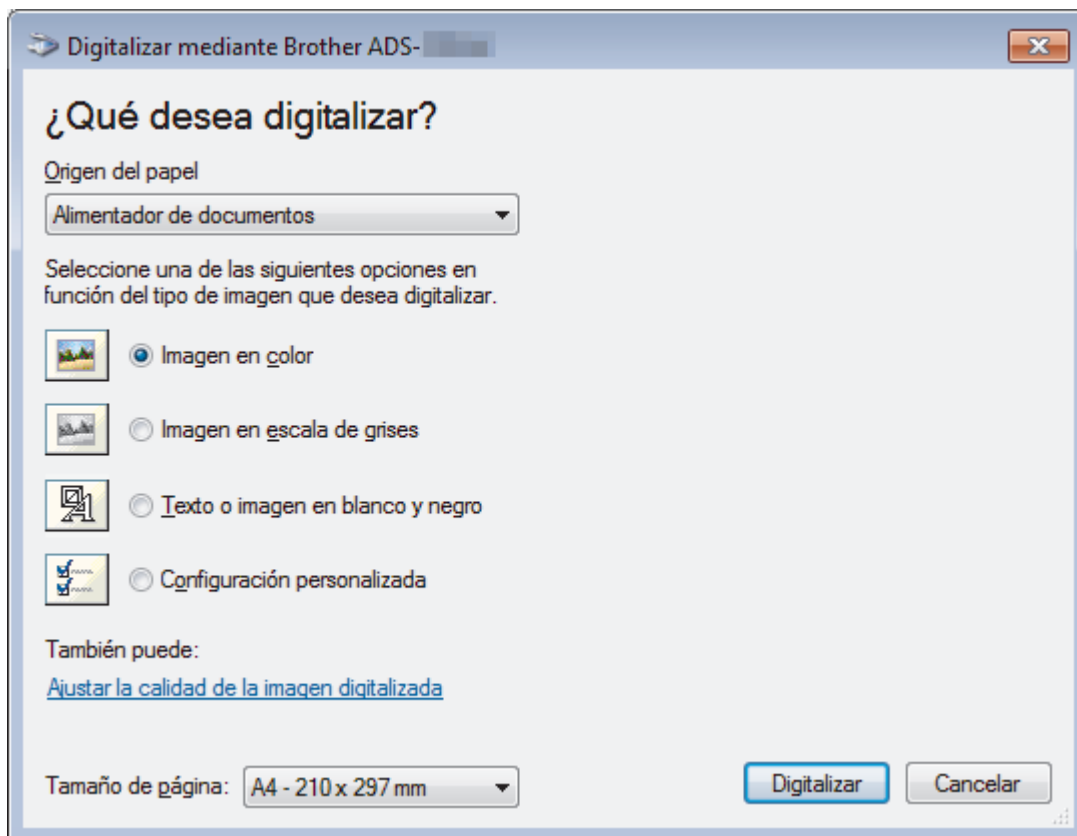 Digitalizar mediante Brother ADS-
¿Qué desea digitalizar?
Origen del papel
Alimentador de documentos
Seleccione una de las siguientes opciones en
función del tipo de imagen que desea digitalizar.
Imagen en color
Imagen en escala de grises
Texto o imagen en blanco y negro
Configuración personalizada
También puede:
Ajustar la calidad de la imagen digitalizada
Tamaño de página: A4 - 210 x 297 mm Digitalizar Cancelar